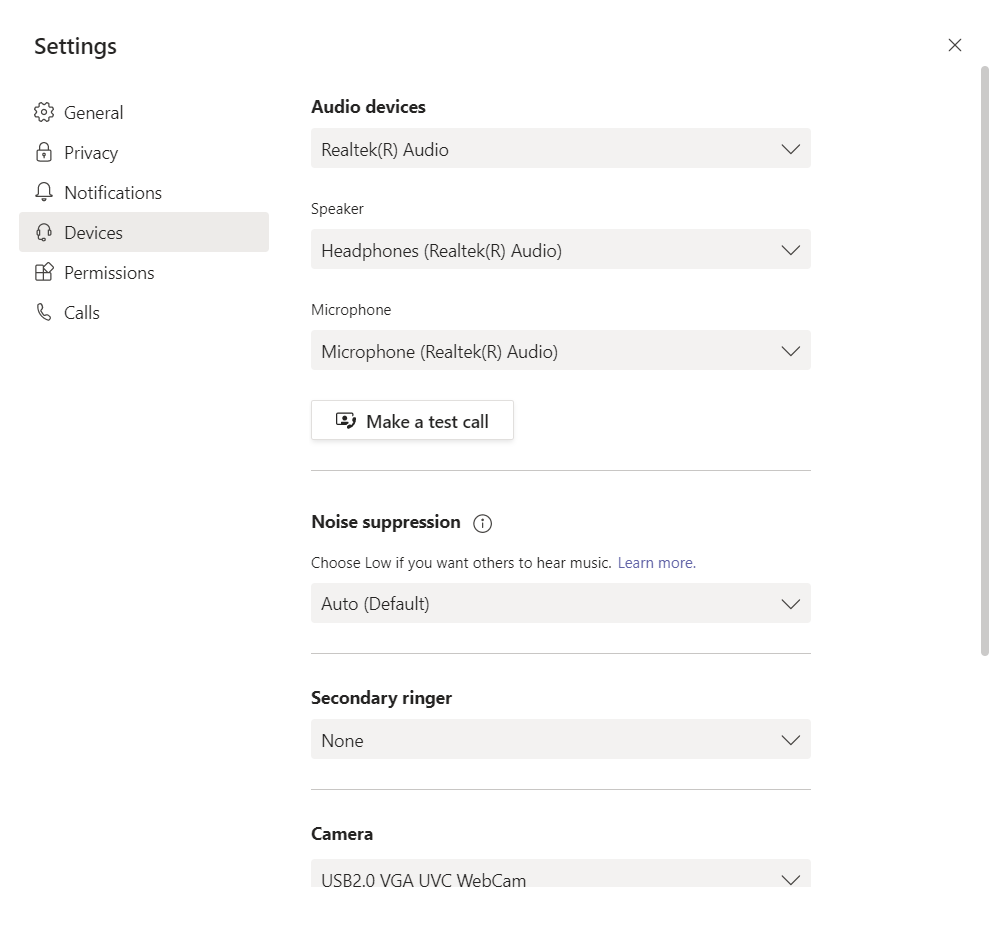 Settings
General
Privacy
Notifications
Devices
Permissions
Calls
Audio devices
Realtek(R) Audio
Speaker
Headphones (Realtek(R) Audio)
Microphone
Microphone (Realtek(R) Audio)
Make a test call
Noise suppression
Choose Low if you want others to hear music. Learn more.
Auto (Default)
Secondary ringer
None
Camera
USB2.0 VGA UVC WebCam